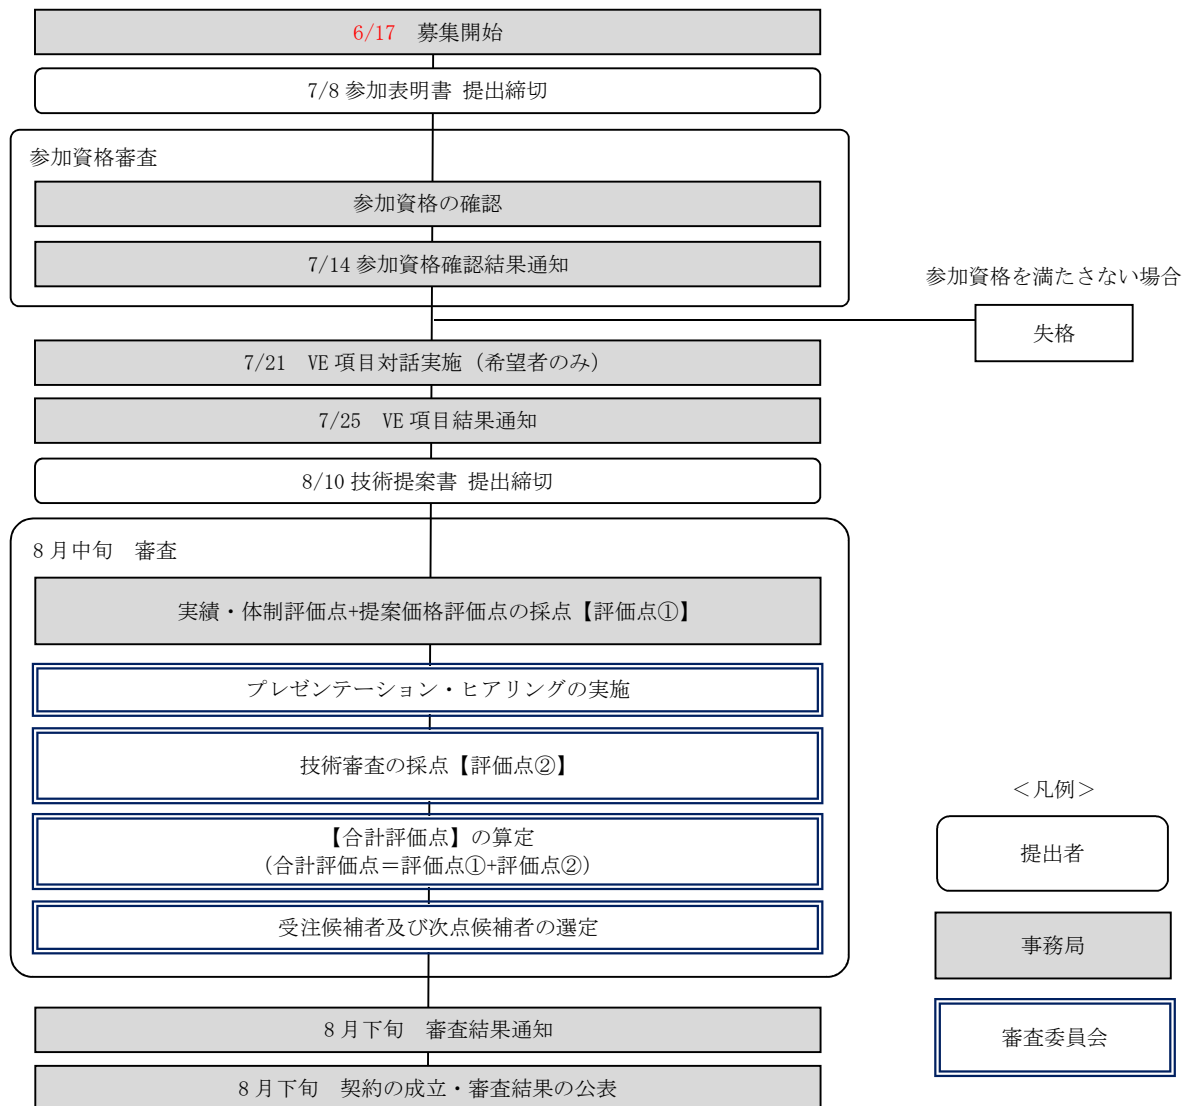 6/17　募集開始
7/8 参加表明書 提出締切
参加資格審査
参加資格の確認
7/14 参加資格確認結果通知
参加資格を満たさない場合
失格
7/21　VE 項目対話実施（希望者のみ）
7/25　VE 項目結果通知
8/10 技術提案書 提出締切
8 月中旬　審査
実績・体制評価点+提案価格評価点の採点【評価点①】
プレゼンテーション・ヒアリングの実施
技術審査の採点【評価点②】
【合計評価点】の算定
(合計評価点＝評価点①+評価点②)
受注候補者及び次点候補者の選定
8 月下旬　審査結果通知
8 月下旬　契約の成立・審査結果の公表
＜凡例＞
提出者
事務局
審査委員会